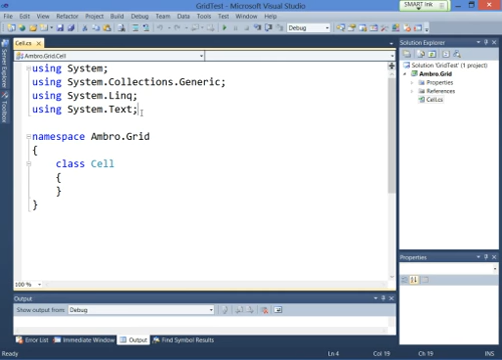 GridTest - Microsoft Visual Studio
SMART Ink
File Edit View Refactor Project Build Debug Team Data Tools Test Window Help
Debug
Server Explorer
Toolbox
Cell.cs
Ambro.Grid.Cell
using System;
using System.Collections.Generic;
using System.Linq;
using System.Text;
namespace Ambro.Grid
{
class Cell
{
}
}
100 %
Solution Explorer
Solution 'GridTest' (1 project)
Ambro.Grid
Properties
References
Cell.cs
Properties
Output
Show output from: Debug
Error List Immediate Window Output Find Symbol Results
Ln 4 Col 19 Ch 19 INS